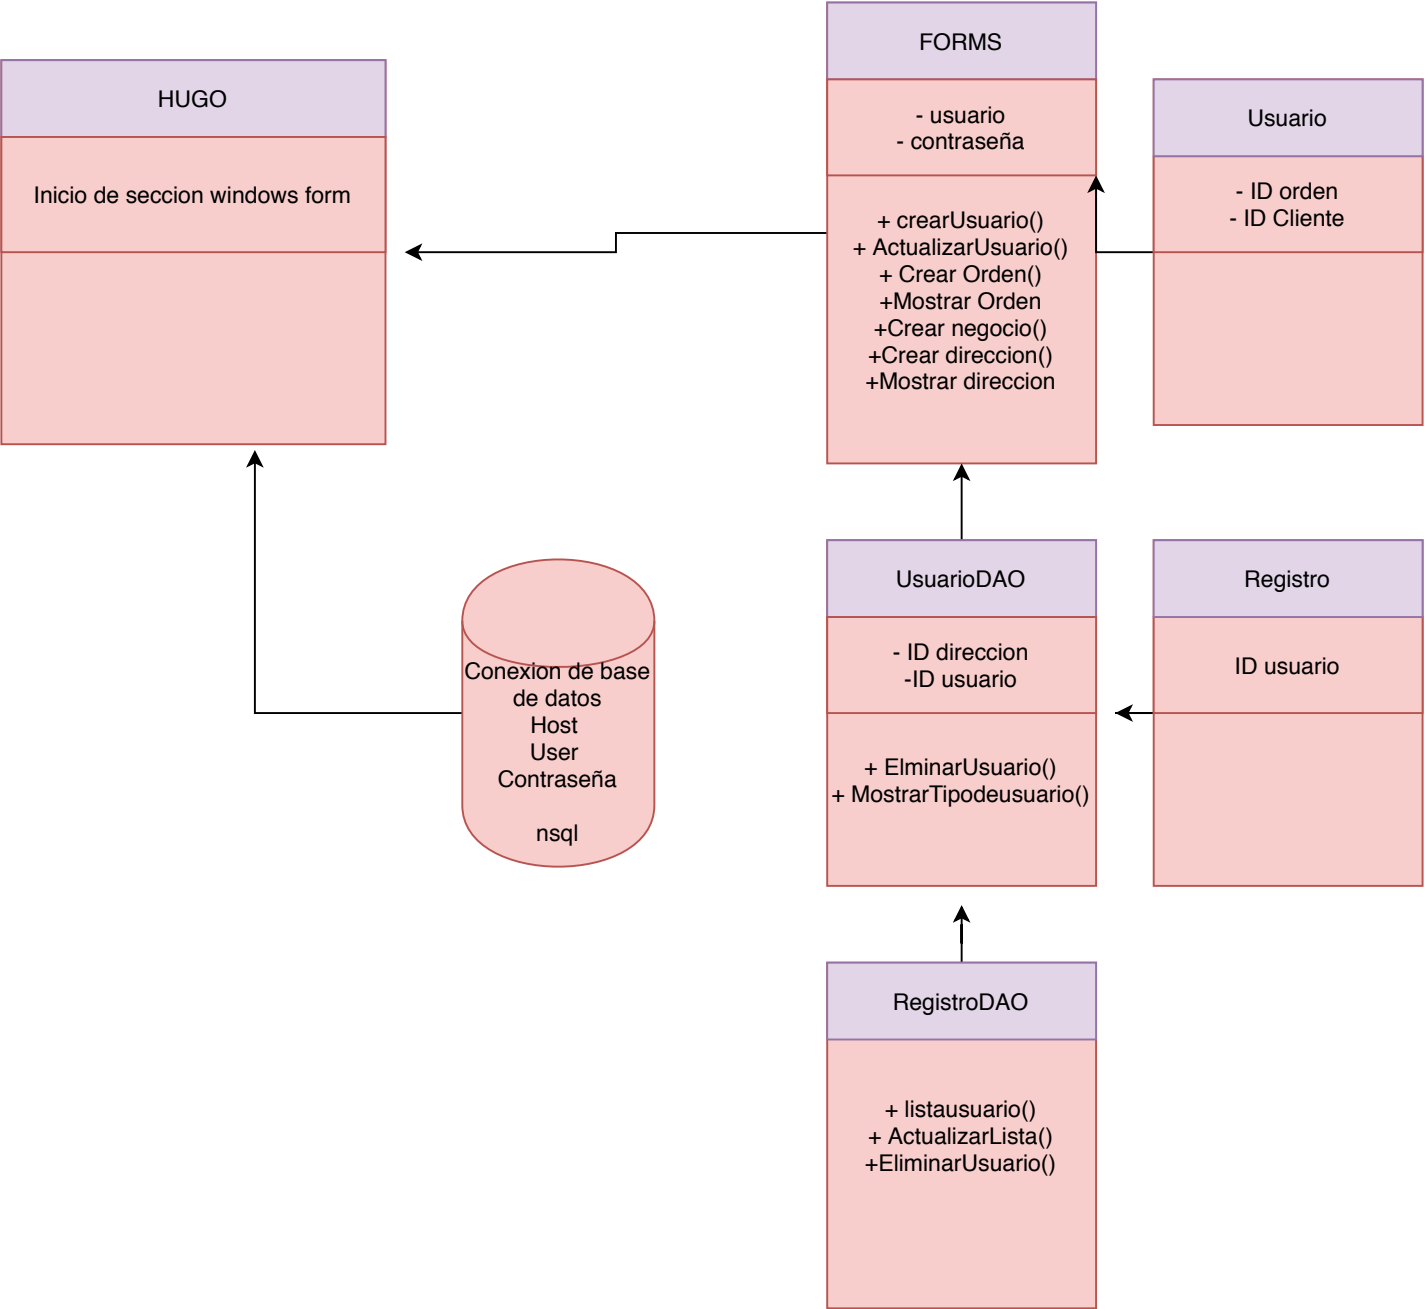 HUGO
Inicio de seccion windows form
FORMS
- usuario
- contraseña
+ crearUsuario()
+ ActualizarUsuario()
+ Crear Orden()
+Mostrar Orden
+Crear negocio()
+Crear direccion()
+Mostrar direccion
Usuario
- ID orden
- ID Cliente
Conexion de base
de datos
Host
User
Contraseña
nsql
UsuarioDAO
- ID direccion
-ID usuario
+ ElminarUsuario()
+ MostrarTipodeusuario()
Registro
ID usuario
RegistroDAO
+ listausuario()
+ ActualizarLista()
+EliminarUsuario()